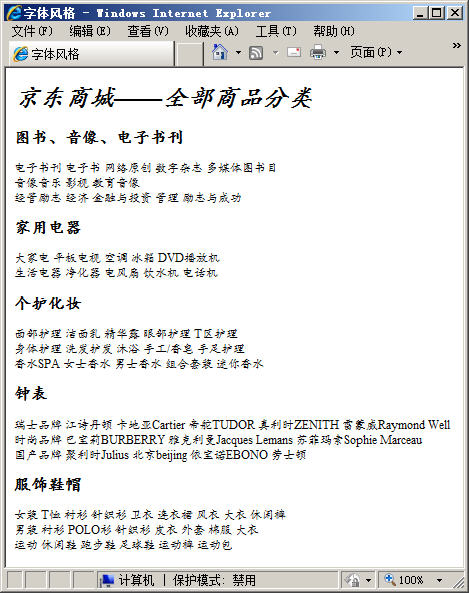 字体风格 - Windows Internet Explorer
文件(F) 编辑(E) 查看(V) 收藏夹(A) 工具(T) 帮助(H)
字体风格 页面(P)
京东商城——全部商品分类
图书、音像、电子书刊
电子书刊 电子书 网络原创 数字杂志 多媒体图书目
音像音乐 影视 教育音像
经管励志 经济 金融与投资 管理 励志与成功
家用电器
大家电 平板电视 空调 冰箱 DVD播放机
生活电器 净化器 电风扇 饮水机 电话机
个护化妆
面部护理 洁面乳 精华露 眼部护理 T区护理
身体护理 洗发护发 沐浴 手工/香皂 手足护理
香水SPA 女士香水 男士香水 组合套装 迷你香水
钟表
瑞士品牌 江诗丹顿 卡地亚Cartier 帝驼TUDOR 真利时ZENITH 雷蒙威Raymond Well
时尚品牌 巴宝莉BURBERRY 雅克利曼Jacques Lemans 苏菲玛索Sophie Marceau
国产品牌 聚利时Julius 北京beijing 依宝诺EBONO 劳士顿
服饰鞋帽
女装 T恤 衬衫 针织衫 卫衣 连衣裙 风衣 大衣 休闲裤
男装 衬衫 POLO衫 针织衫 皮衣 外套 棉服 大衣
运动 休闲鞋 跑步鞋 足球鞋 运动裤 运动包
计算机 | 保护模式: 禁用 100%